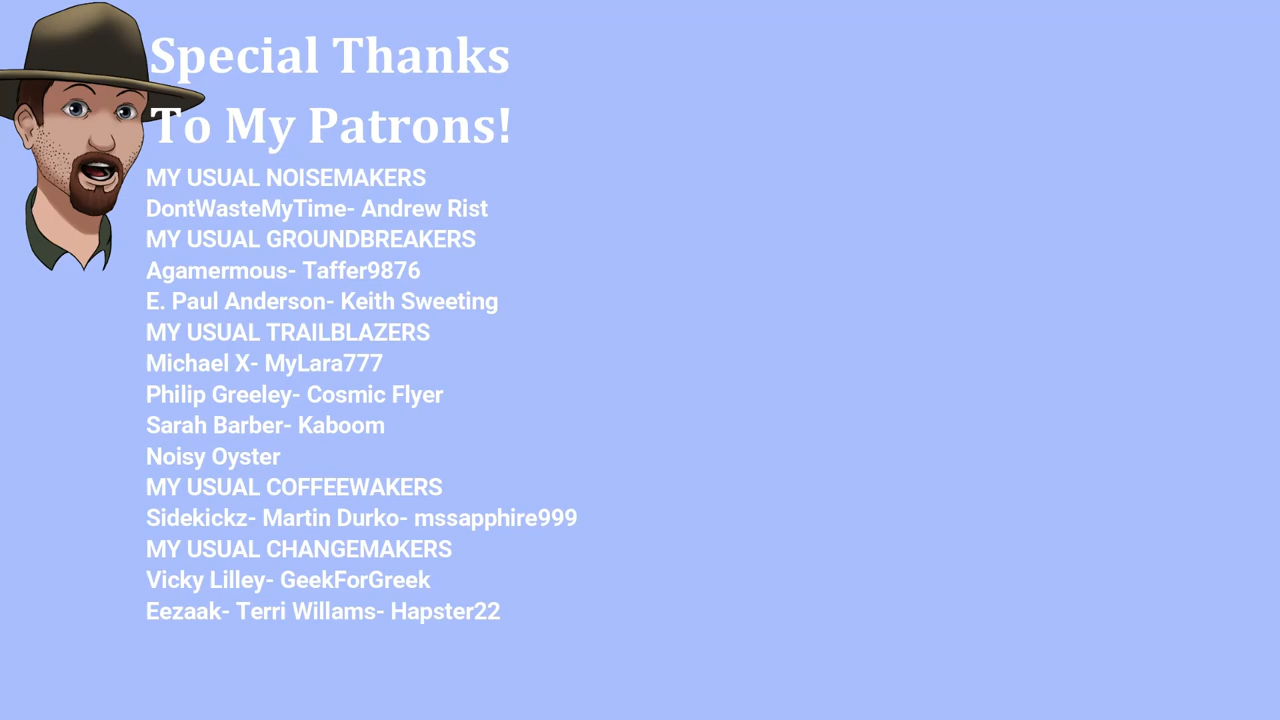 Special Thanks
To My Patrons!
MY USUAL NOISEMAKERS
DontWasteMyTime- Andrew Rist
MY USUAL GROUNDBREAKERS
Agamermous- Taffer9876
E. Paul Anderson- Keith Sweeting
MY USUAL TRAILBLAZERS
Michael X- MyLara777
Philip Greeley- Cosmic Flyer
Sarah Barber- Kaboom
Noisy Oyster
MY USUAL COFFEEWAKERS
Sidekickz- Martin Durko- mssapphire999
MY USUAL CHANGEMAKERS
Vicky Lilley- GeekForGreek
Eezaak- Terri Willams- Hapster22